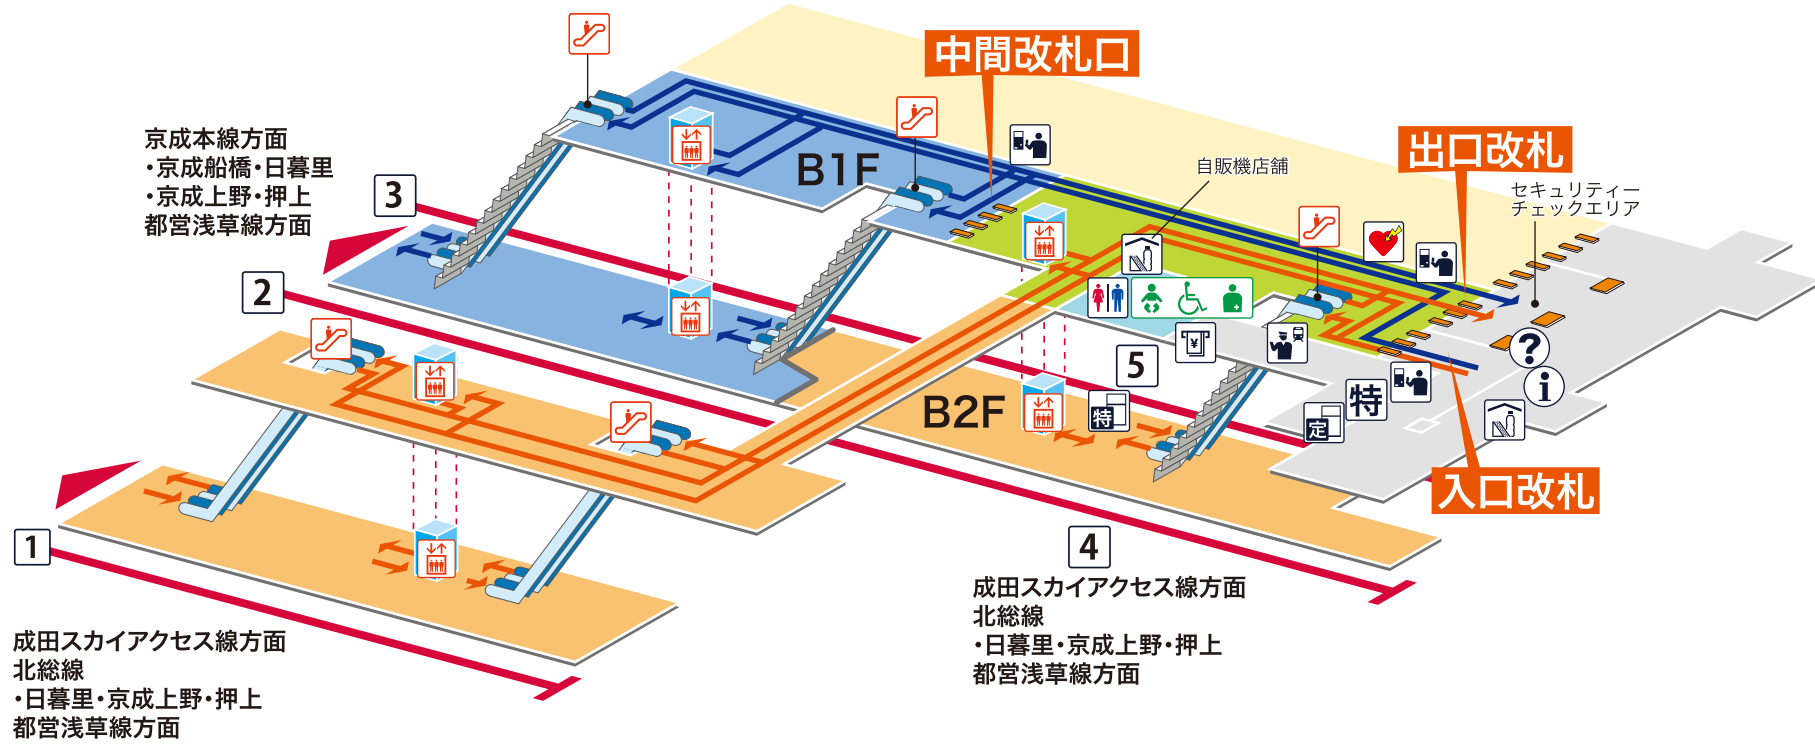 中間改札口
出口改札
自販機店舗
セキュリティー
チェックエリア
京成本線方面
・京成船橋・日暮里
・京成上野・押上
都営浅草線方面
B1F
3
2
5
¥
特
特
定
?
i
B2F
入口改札
1
4
成田スカイアクセス線方面
北総線
・日暮里・京成上野・押上
都営浅草線方面
成田スカイアクセス線方面
北総線
・日暮里・京成上野・押上
都営浅草線方面